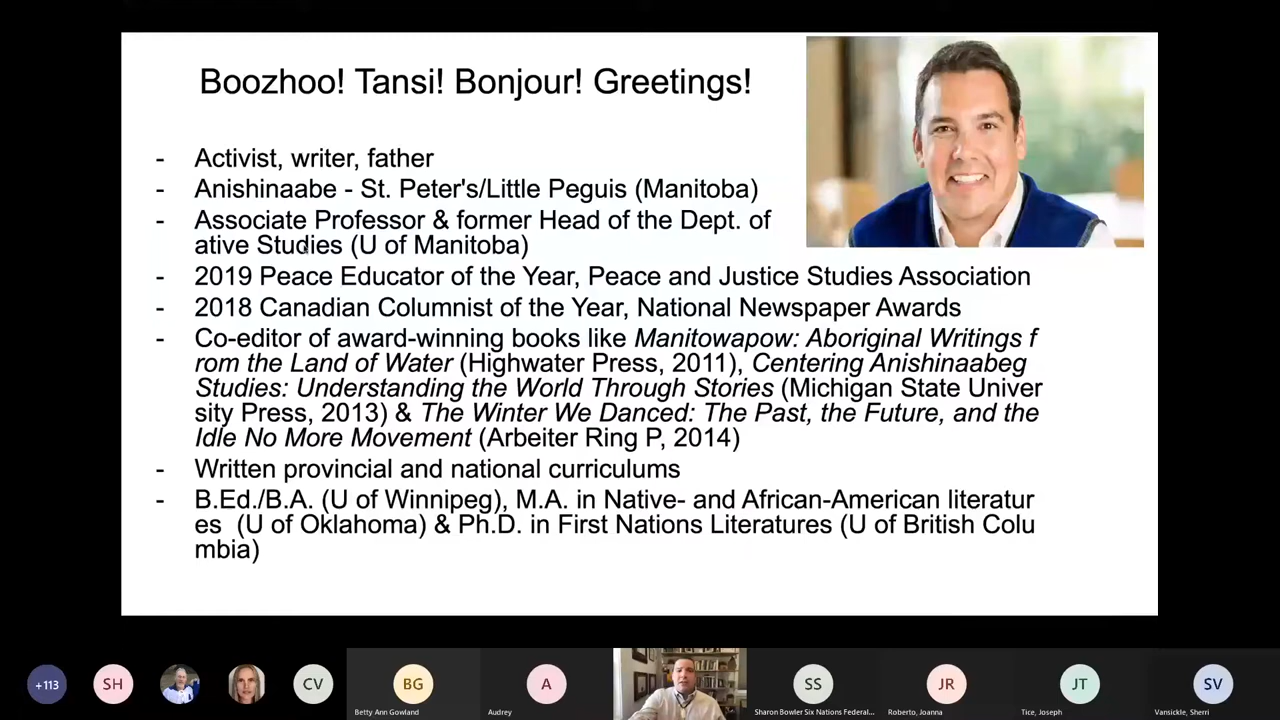 Boozhoo! Tansi! Bonjour! Greetings!
- Activist, writer, father
- Anishinaabe - St. Peter's/Little Peguis (Manitoba)
- Associate Professor & former Head of the Dept. of
ative Studies (U of Manitoba)
- 2019 Peace Educator of the Year, Peace and Justice Studies Association
- 2018 Canadian Columnist of the Year, National Newspaper Awards
- Co-editor of award-winning books like Manitowapow: Aboriginal Writings f
rom the Land of Water (Highwater Press, 2011), Centering Anishinaabeg
Studies: Understanding the World Through Stories (Michigan State Univer
sity Press, 2013) & The Winter We Danced: The Past, the Future, and the
Idle No More Movement (Arbeiter Ring P, 2014)
- Written provincial and national curriculums
- B.Ed./B.A. (U of Winnipeg), M.A. in Native- and African-American literatur
es (U of Oklahoma) & Ph.D. in First Nations Literatures (U of British Colu
mbia)
+113 SH CV BG A SS JR JT SV
Betty Ann Gowland Audrey Sharon Bowler Six Nations Federal... Roberto, Joanna Tice, Joseph Vansickle, Sherri